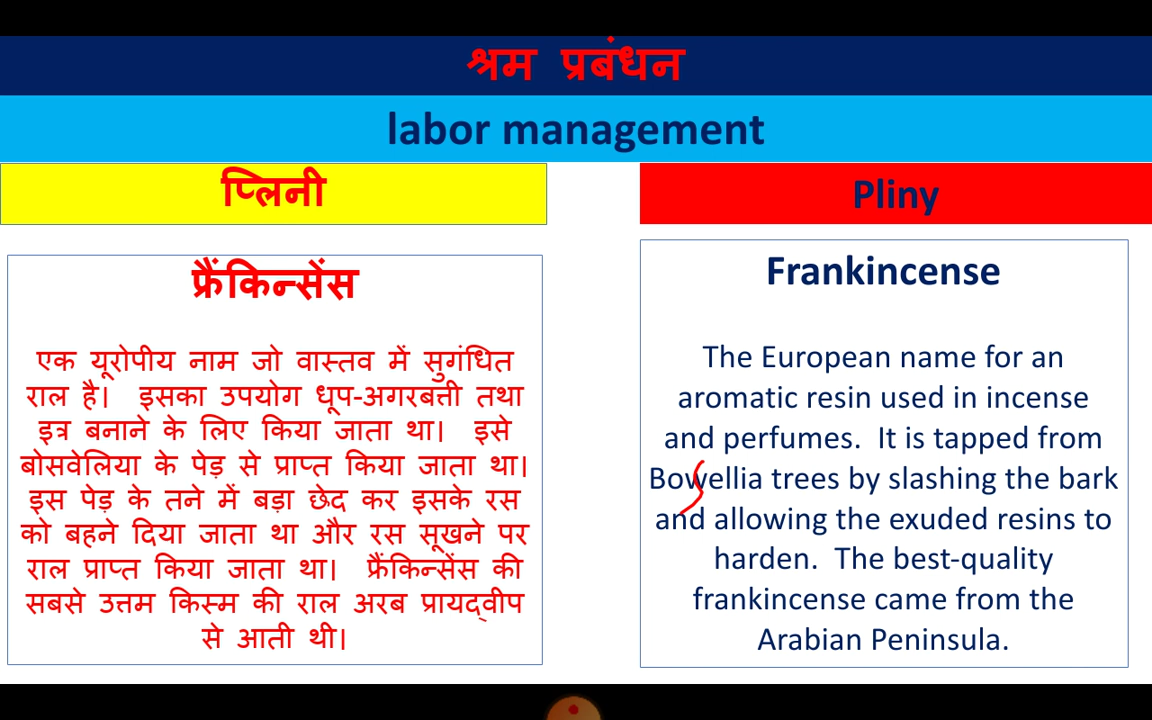 श्रम प्रबंधन
labor management
प्लिनी
फ्रैंकिन्सेंस
एक यूरोपीय नाम जो वास्तव में सुगंधित
राल है। इसका उपयोग धूप-अगरबत्ती तथा
इत्र बनाने के लिए किया जाता था। इसे
बोसवेलिया के पेड़ से प्राप्त किया जाता था।
इस पेड़ के तने में बड़ा छेद कर इसके रस
को बहने दिया जाता था और रस सूखने पर
राल प्राप्त किया जाता था। फ्रैंकिन्सेंस की
सबसे उत्तम किस्म की राल अरब प्रायद्वीप
से आती थी।
Pliny
Frankincense
The European name for an
aromatic resin used in incense
and perfumes. It is tapped from
Bowellia trees by slashing the bark
and allowing the exuded resins to
harden. The best-quality
frankincense came from the
Arabian Peninsula.